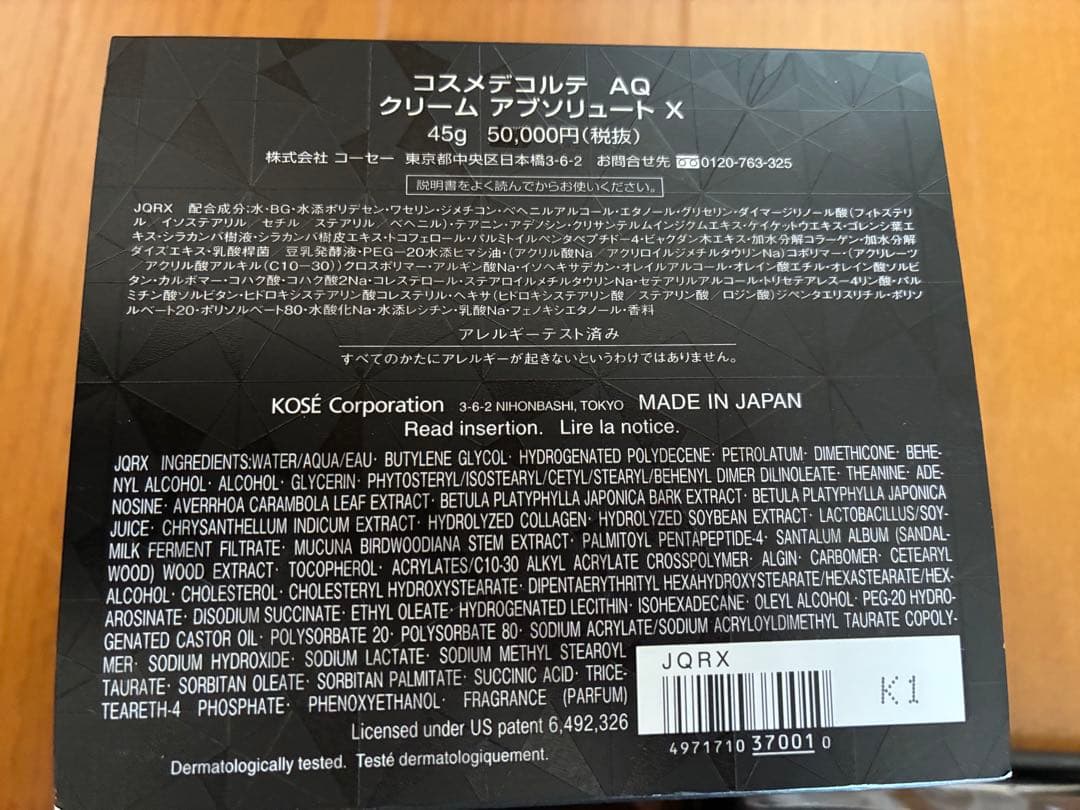 コスメデコルテ AQ
クリーム アブソリュート X
45g 50,000円(税抜)
株式会社 コーセー 東京都中央区日本橋3-6-2 お問合せ先 0120-763-325
説明書をよく読んでからお使いください。
JQRX 配合成分:水・BG・水添ポリデセン・ワセリン・ジメチコン・ベヘニルアルコール・エタノール・グリセリン・ダイマージリノール酸(フィトステリ
ル/イソステアリル/セチル/ステアリル/ベヘニル)・テアニン・アデノシン・クリサンテルムインジクムエキス・ケイケットウエキス・ゴレンシ葉エ
キス・シラカンバ樹液・シラカンバ樹皮エキス・トコフェロール・パルミトイルペンタペプチド-4・ビャクダン木エキス・加水分解コラーゲン・加水分解
ダイズエキス・乳酸桿菌/豆乳発酵液・PEG-20水添ヒマシ油・(アクリル酸Na/アクリロイルジメチルタウリンNa)コポリマー・(アクリレーツ/
アクリル酸アルキル(C10-30))クロスポリマー・アルギン酸Na・イソヘキサデカン・オレイルアルコール・オレイン酸エチル・オレイン酸ソルビ
タン・カルボマー・コハク酸・コハク酸2Na・コレステロール・ステアロイルメチルタウリンNa・セテアリルアルコール・トリセテアレス-4リン酸・パル
ミチン酸ソルビタン・ヒドロキシステアリン酸コレステリル・ヘキサ(ヒドロキシステアリン酸/ステアリン酸/ロジン酸)ジペンタエリスリチル・ポリソル
ベート20・ポリソルベート80・水酸化Na・水添レシチン・乳酸Na・フェノキシエタノール・香料
アレルギーテスト済み
すべてのかたにアレルギーが起きないというわけではありません。
KOSÉ Corporation 3-6-2 NIHONBASHI, TOKYO MADE IN JAPAN
Read insertion. Lire la notice.
JQRX INGREDIENTS:WATER/AQUA/EAU· BUTYLENE GLYCOL· HYDROGENATED POLYDECENE· PETROLATUM· DIMETHICONE· BEHE-
NYL ALCOHOL· ALCOHOL· GLYCERIN· PHYTOSTERYL/ISOSTEARYL/CETYL/STEARYL/BEHENYL DIMER DILINOLEATE· THEANINE· ADE-
NOSINE· AVERRHOA CARAMBOLA LEAF EXTRACT· BETULA PLATYPHYLLA JAPONICA BARK EXTRACT· BETULA PLATYPHYLLA JAPONICA
JUICE· CHRYSANTHELLUM INDICUM EXTRACT· HYDROLYZED COLLAGEN· HYDROLYZED SOYBEAN EXTRACT· LACTOBACILLUS/SOY-
MILK FERMENT FILTRATE· MUCUNA BIRDWOODIANA STEM EXTRACT· PALMITOYL PENTAPEPTIDE-4· SANTALUM ALBUM (SANDAL-
WOOD) WOOD EXTRACT· TOCOPHEROL· ACRYLATES/C10-30 ALKYL ACRYLATE CROSSPOLYMER· ALGIN· CARBOMER· CETEARYL
ALCOHOL· CHOLESTEROL· CHOLESTERYL HYDROXYSTEARATE· DIPENTAERYTHRITYL HEXAHYDROXYSTEARATE/HEXASTEARATE/HEX-
AROSINATE· DISODIUM SUCCINATE· ETHYL OLEATE· HYDROGENATED LECITHIN· ISOHEXADECANE· OLEYL ALCOHOL· PEG-20 HYDRO-
GENATED CASTOR OIL· POLYSORBATE 20· POLYSORBATE 80· SODIUM ACRYLATE/SODIUM ACRYLOYLDIMETHYL TAURATE COPOLY-
MER· SODIUM HYDROXIDE· SODIUM LACTATE· SODIUM METHYL STEAROYL
TAURATE· SORBITAN OLEATE· SORBITAN PALMITATE· SUCCINIC ACID· TRICE-
TEARETH-4 PHOSPHATE· PHENOXYETHANOL· FRAGRANCE (PARFUM)
Licensed under US patent 6,492,326
Dermatologically tested. Testé dermatologiquement.
JQRX
K1
4971710 37001 0